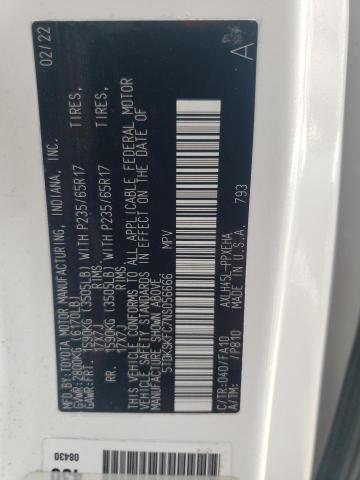 MFD.BY:TOYOTA MOTOR MANUFACTURING, INDIANA, INC.
02/22
GVWR:2800KG(6170LB)
GAWR:FRT. 1590KG (3505LB) WITH P235/65R17 TIRES,
17X7J RIMS
RR. 1590KG (3505LB) WITH P235/65R17 TIRES,
17X7J RIMS
THIS VEHICLE CONFORMS TO ALL APPLICABLE FEDERAL MOTOR
VEHICLE SAFETY STANDARDS IN EFFECT ON THE DATE OF
MANUFACTURE SHOWN ABOVE.
5TDKSKFC7NS056666 MPV
793
C/TR:040/FA10 AXLH45L-PPXEHA
A/TM: /P810 MADE IN U.S.A.
A
08430